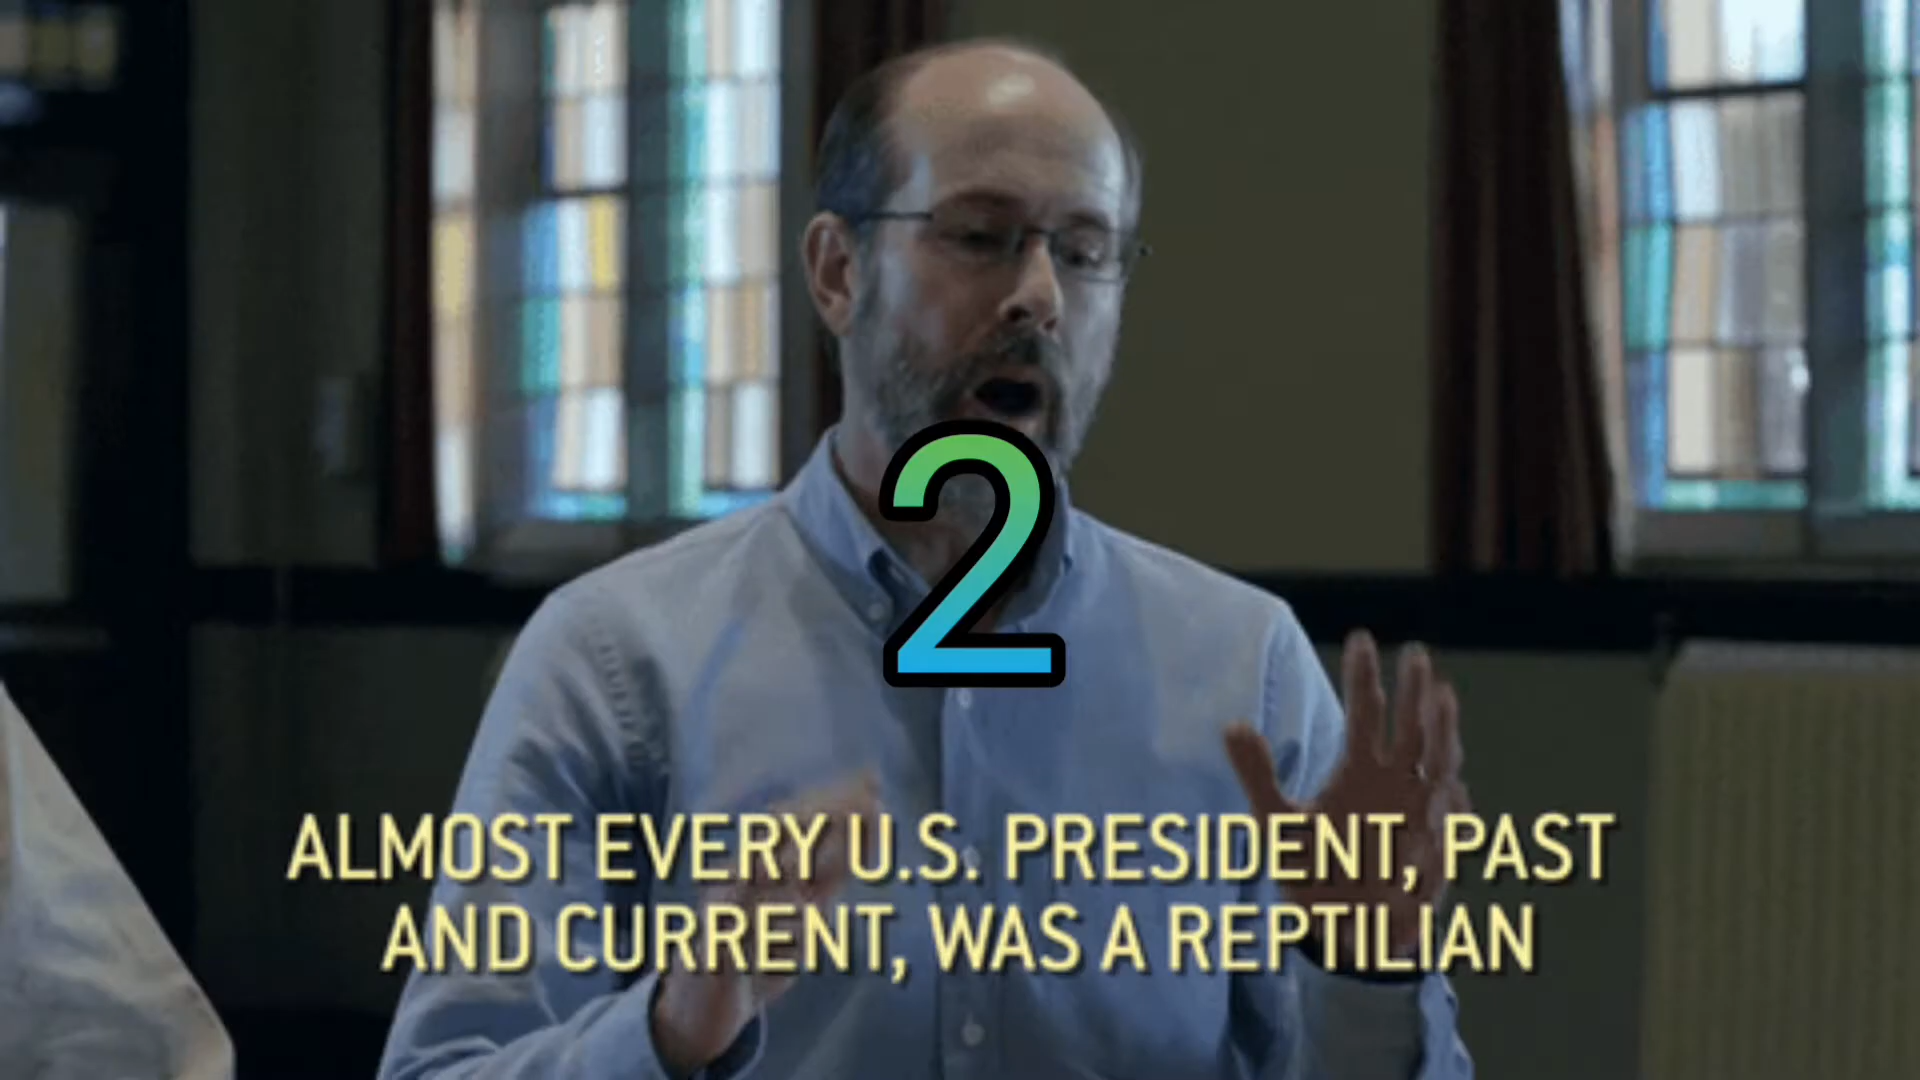 2
ALMOST EVERY U.S. PRESIDENT, PAST
AND CURRENT, WAS A REPTILIAN